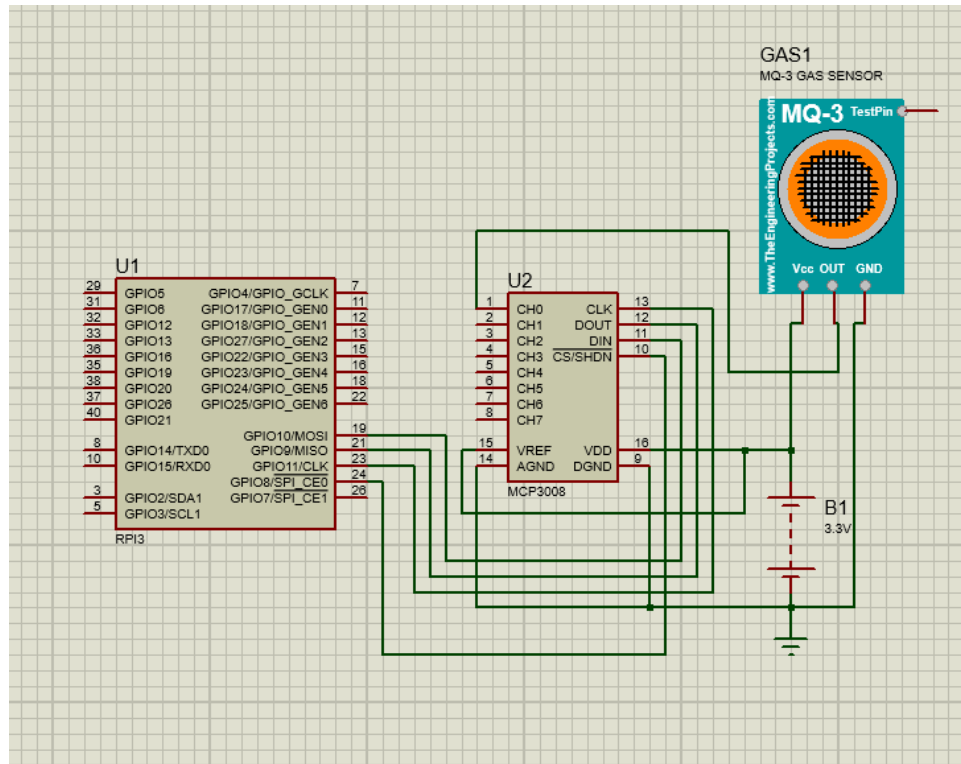 GAS1
MQ-3 GAS SENSOR
MQ-3 TestPin
www.TheEngineeringProjects.com
Vcc OUT GND
U1
29 GPIO5 GPIO4/GPIO_GCLK 7
31 GPIO6 GPIO17/GPIO_GEN0 11
32 GPIO12 GPIO18/GPIO_GEN1 12
33 GPIO13 GPIO27/GPIO_GEN2 13
36 GPIO16 GPIO22/GPIO_GEN3 15
35 GPIO19 GPIO23/GPIO_GEN4 16
38 GPIO20 GPIO24/GPIO_GEN5 18
37 GPIO26 GPIO25/GPIO_GEN6 22
40 GPIO21
GPIO10/MOSI 19
8 GPIO14/TXD0 GPIO9/MISO 21
10 GPIO15/RXD0 GPIO11/CLK 23
GPIO8/SPI_CE0 24
3 GPIO2/SDA1 GPIO7/SPI_CE1 26
5 GPIO3/SCL1
RPI3
U2
1 CH0 CLK 13
2 CH1 DOUT 12
3 CH2 DIN 11
4 CH3 CS/SHDN 10
5 CH4
6 CH5
7 CH6
8 CH7
15 VREF VDD 16
14 AGND DGND 9
MCP3008
B1
3.3V